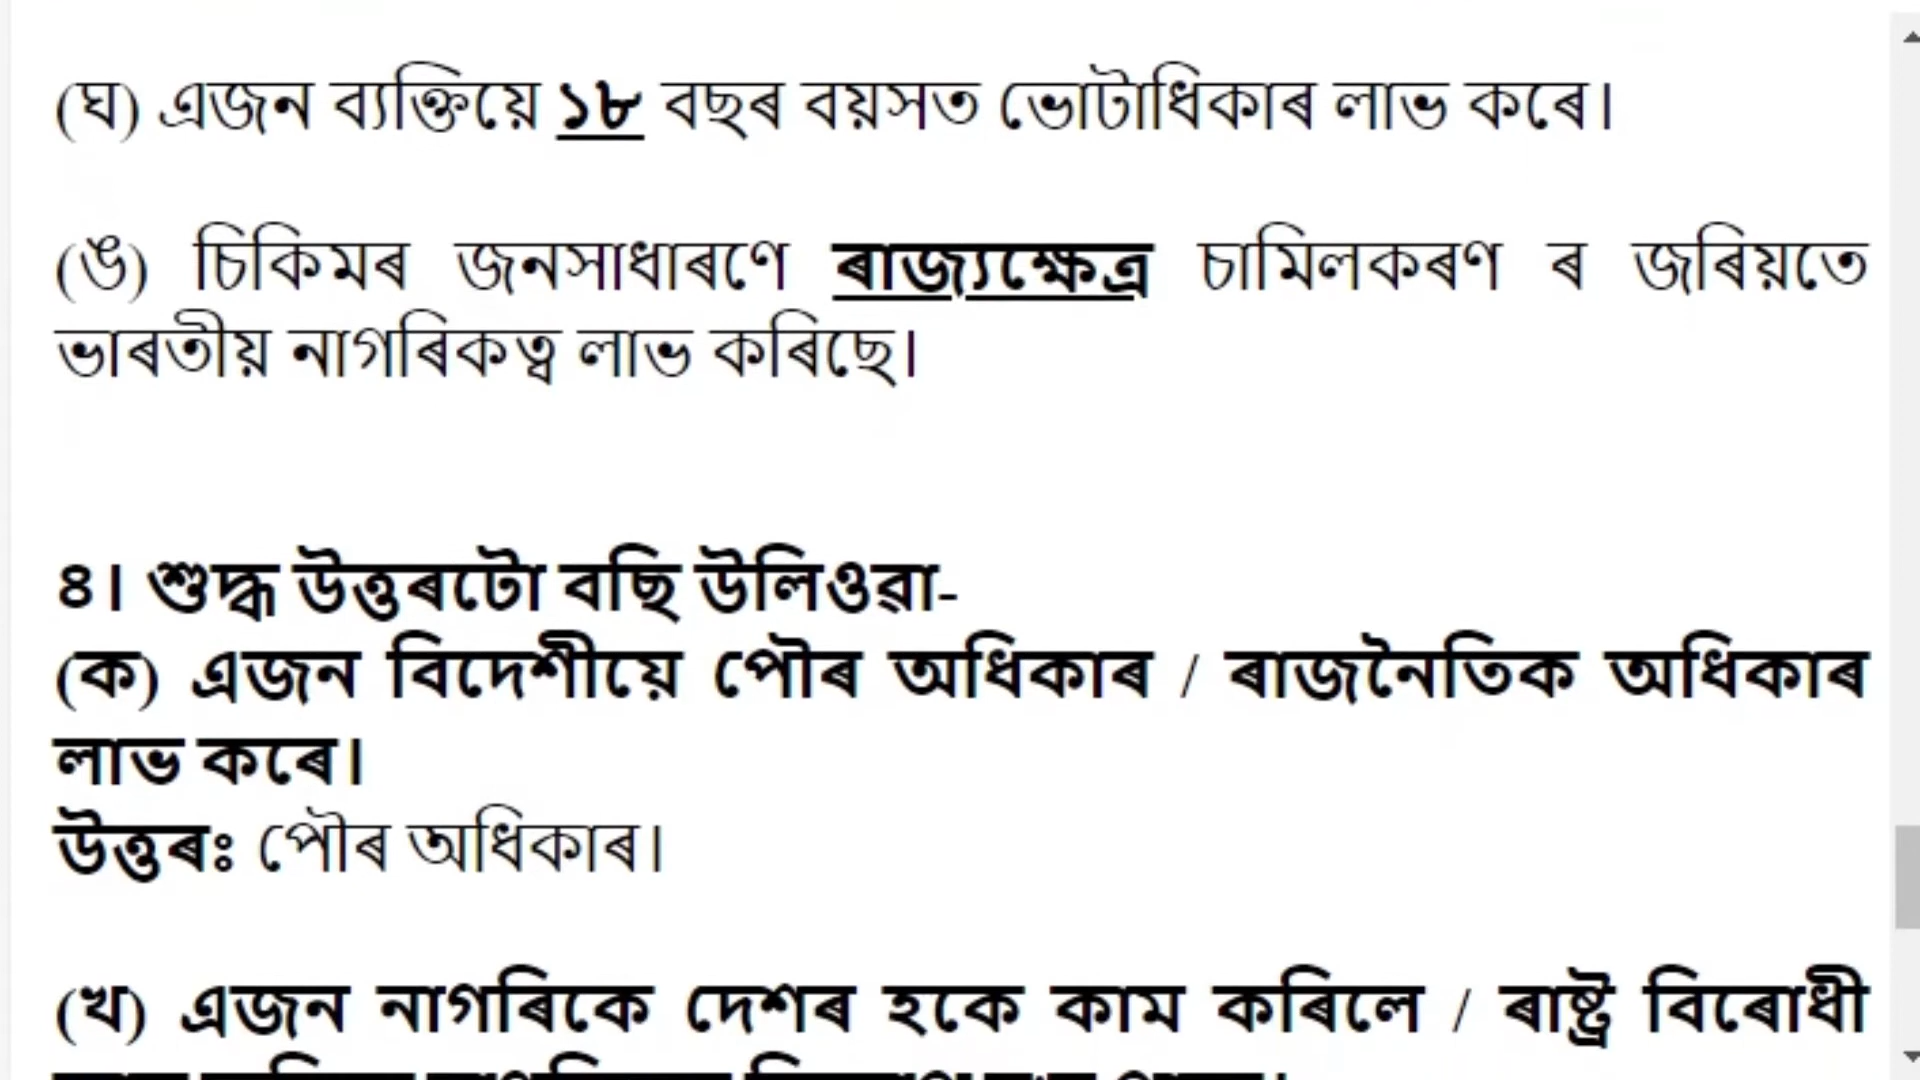 (ঘ) এজন ব্যক্তিয়ে ১৮ বছৰ বয়সত ভোটাধিকাৰ লাভ কৰে।
(ঙ) চিকিমৰ জনসাধাৰণে ৰাজ্যক্ষেত্ৰ চামিলকৰণ ৰ জৰিয়তে
ভাৰতীয় নাগৰিকত্ব লাভ কৰিছে।
৪। শুদ্ধ উত্তৰটো বছি উলিওৱা-
(ক) এজন বিদেশীয়ে পৌৰ অধিকাৰ / ৰাজনৈতিক অধিকাৰ
লাভ কৰে।
উত্তৰঃ পৌৰ অধিকাৰ।
(খ) এজন নাগৰিকে দেশৰ হকে কাম কৰিলে / ৰাষ্ট্ৰ বিৰোধী